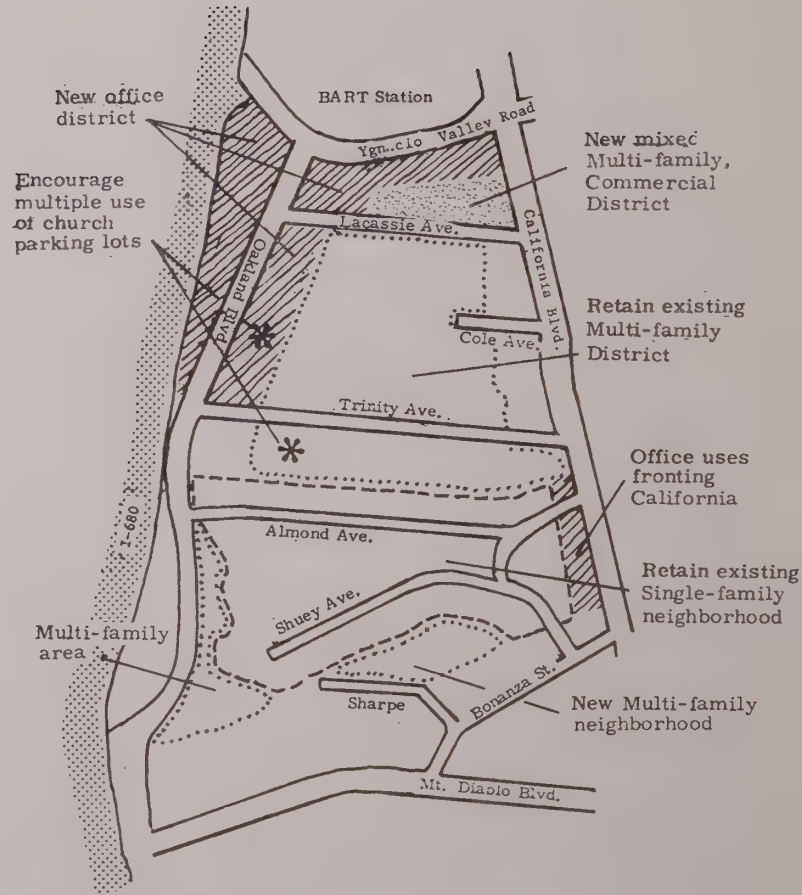 BART Station
New office
district
Ygn..cio Valley Road
New mixed
Multi-family,
Commercial
District
Encourage
multiple use
of church
parking lots
Lacassie Ave.
California Blvd.
Oakland Blvd
Retain existing
Multi-family
District
Cole Ave.
Trinity Ave.
Office uses
fronting
California
I-680
Almond Ave.
Retain existing
Single-family
neighborhood
Shuey Ave.
Multi-family
area
Sharpe
Bonanza St.
New Multi-family
neighborhood
Mt. Diablo Blvd.